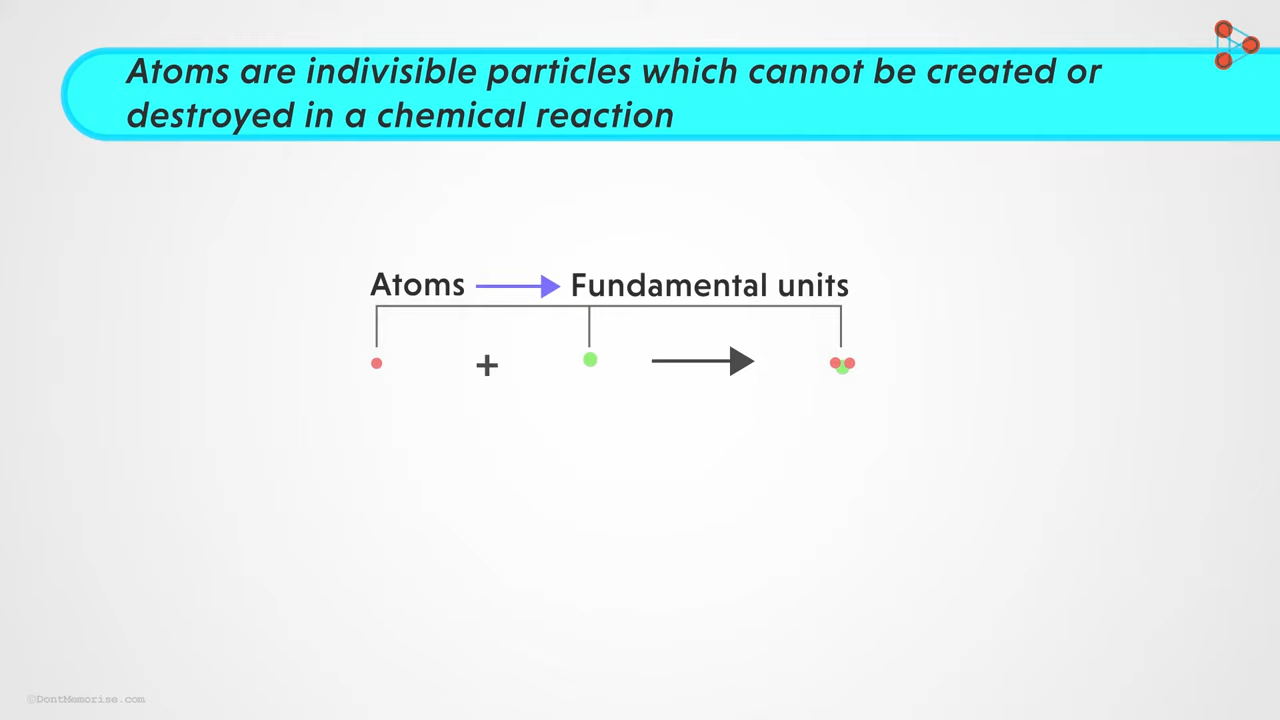 Atoms are indivisible particles which cannot be created or
destroyed in a chemical reaction
Atoms Fundamental units
+
©DontMemorise.com